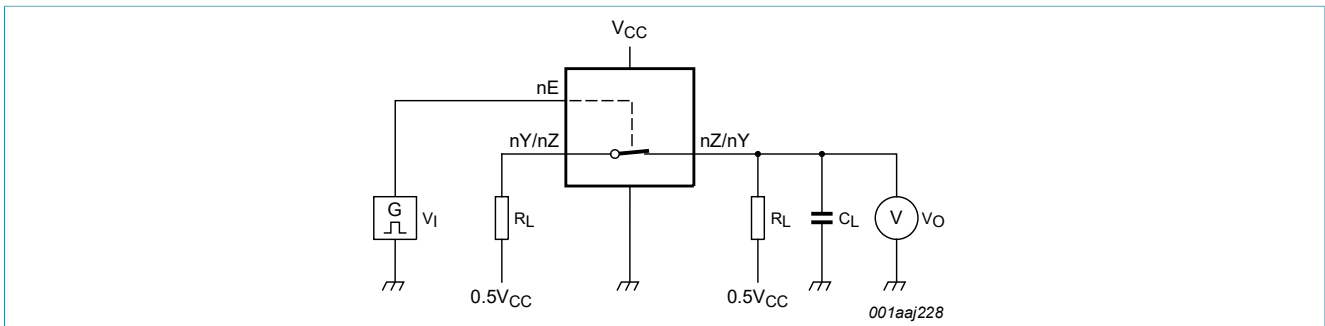 VCC
nE
nY/nZ
nZ/nY
G
VI
RL
RL
CL
V
VO
0.5VCC
0.5VCC
001aaj228